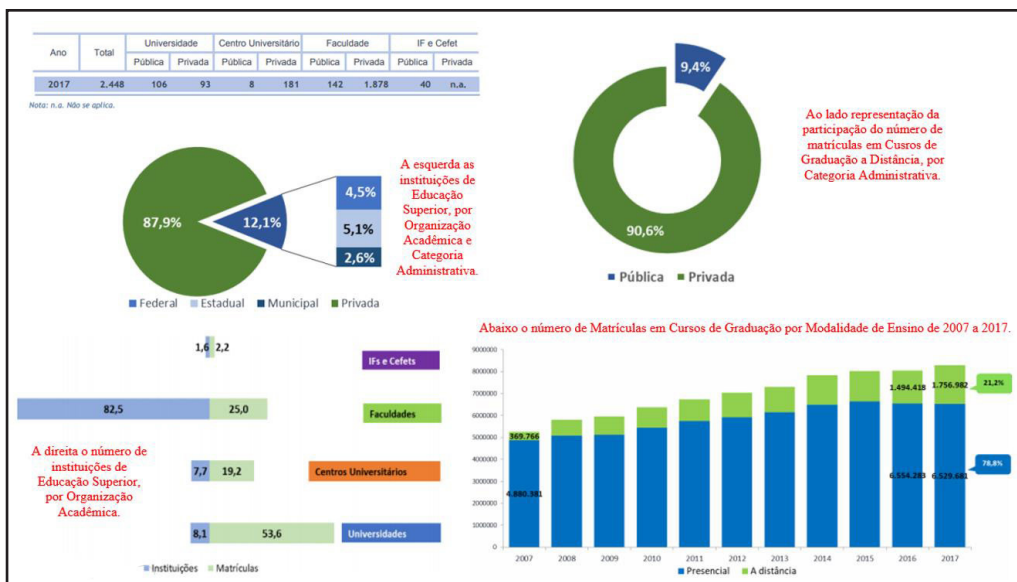 Ano Total Universidade Centro Universitário Faculdade IF e Cefet
Pública Privada Pública Privada Pública Privada Pública Privada
2017 2.448 106 93 8 181 142 1.878 40 n.a.
Nota: n.a. Não se aplica.
9,4%
90,6%
Pública Privada
Ao lado representação da
participação do número de
matrículas em Cusros de
Graduação a Distância, por
Categoria Administrativa.
87,9%
12,1%
4,5%
5,1%
2,6%
Federal Estadual Municipal Privada
A esquerda as
instituições de
Educação
Superior, por
Organização
Acadêmica e
Categoria
Administrativa.
1,6 2,2
IFs e Cefets
82,5 25,0
Faculdades
7,7 19,2
Centros Universitários
8,1 53,6
Universidades
Instituições Matrículas
A direita o número de
instituições de
Educação Superior,
por Organização
Acadêmica.
Abaixo o número de Matrículas em Cursos de Graduação por Modalidade de Ensino de 2007 a 2017.
9000000
8000000
7000000
6000000
5000000
4000000
3000000
2000000
1000000
0
369.766
4.880.381
1.494.418
6.554.283
1.756.982
6.529.681
21,2%
78,8%
2007 2008 2009 2010 2011 2012 2013 2014 2015 2016 2017
Presencial A distância